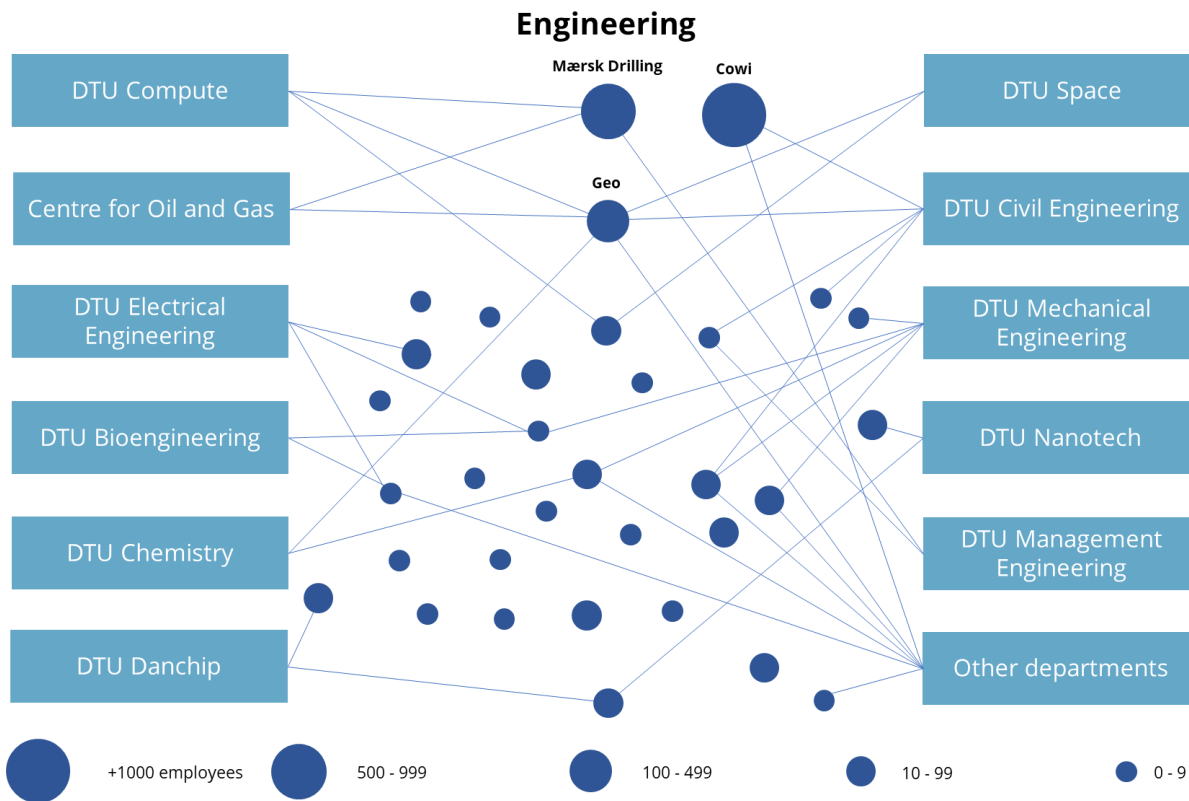 Engineering
Mærsk Drilling
Cowi
DTU Compute
DTU Space
Geo
Centre for Oil and Gas
DTU Civil Engineering
DTU Electrical
Engineering
DTU Mechanical
Engineering
DTU Bioengineering
DTU Nanotech
DTU Chemistry
DTU Management
Engineering
DTU Danchip
Other departments
+1000 employees
500 - 999
100 - 499
10 - 99
0 - 9